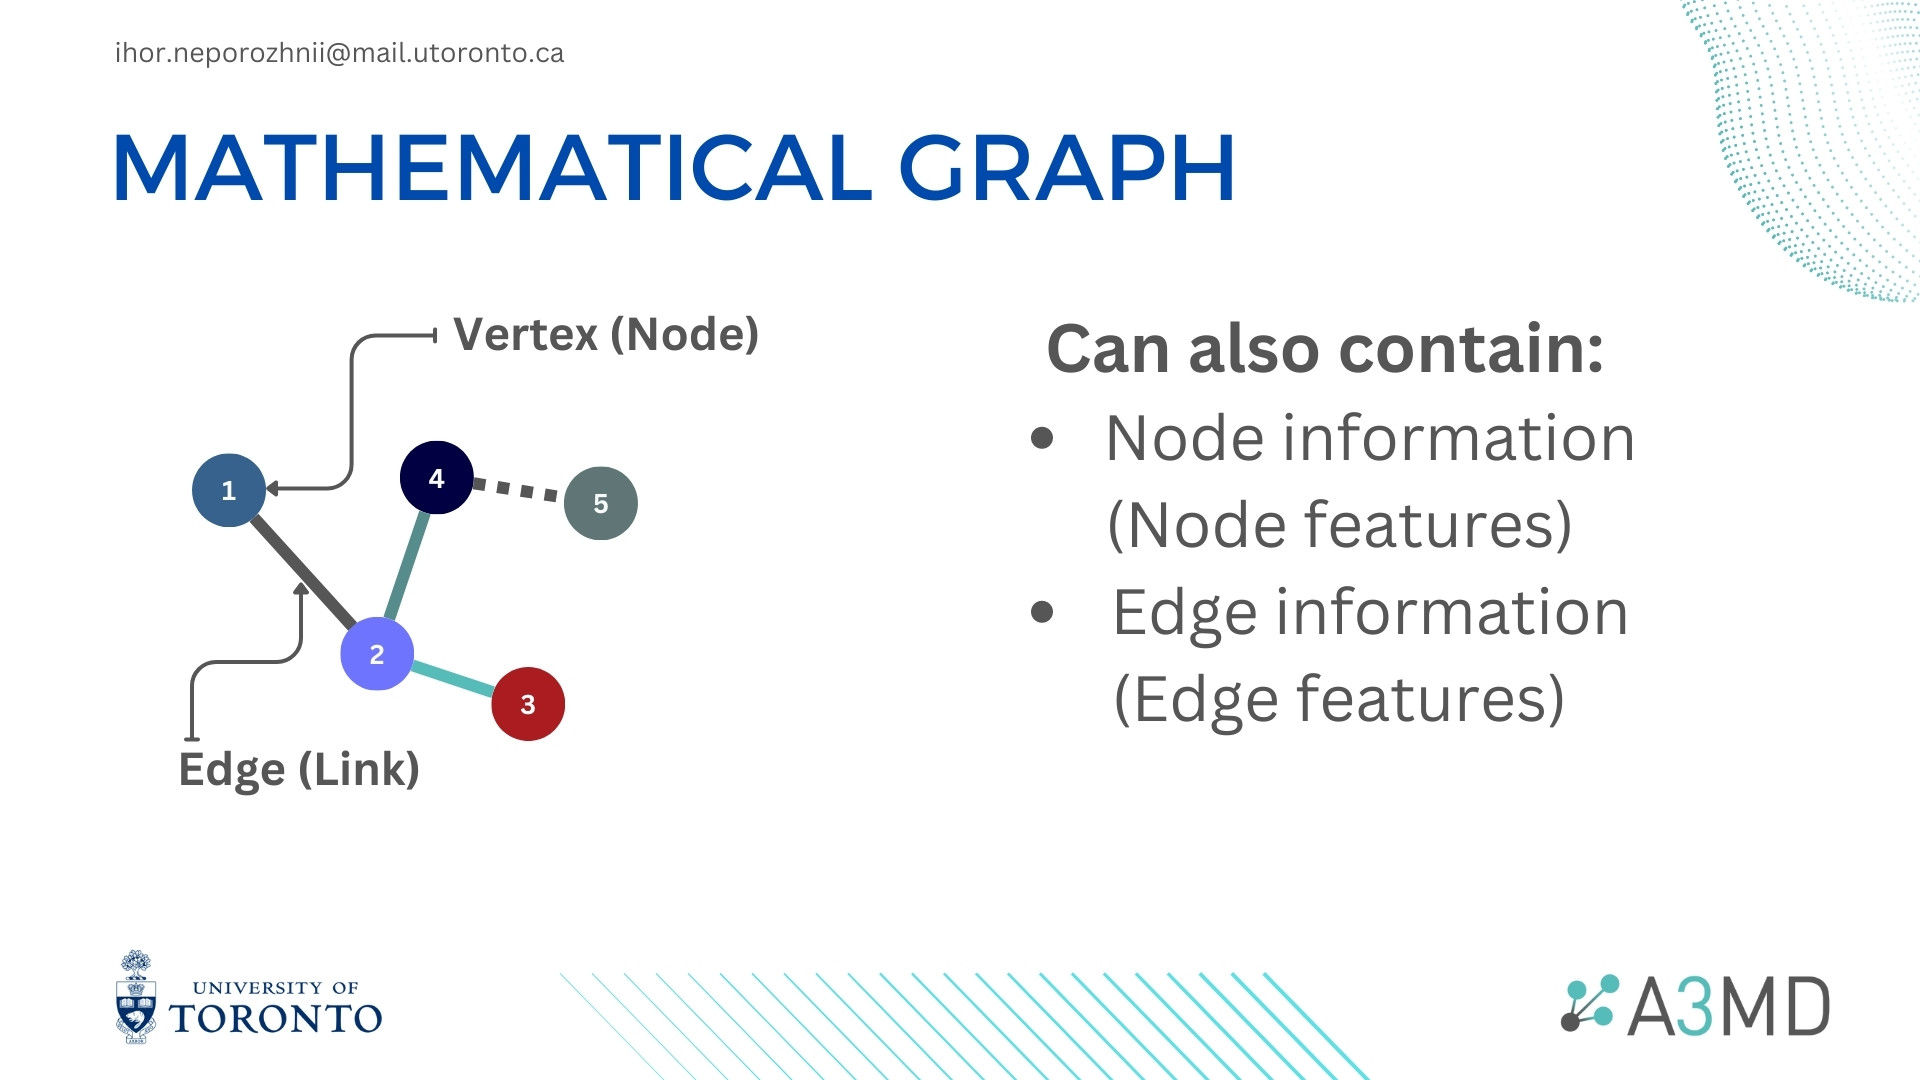 ihor.neporozhnii@mail.utoronto.ca
MATHEMATICAL GRAPH
Vertex (Node)
1
4
5
2
3
Edge (Link)
Can also contain:
• Node information
(Node features)
• Edge information
(Edge features)
UNIVERSITY OF
TORONTO
A3MD